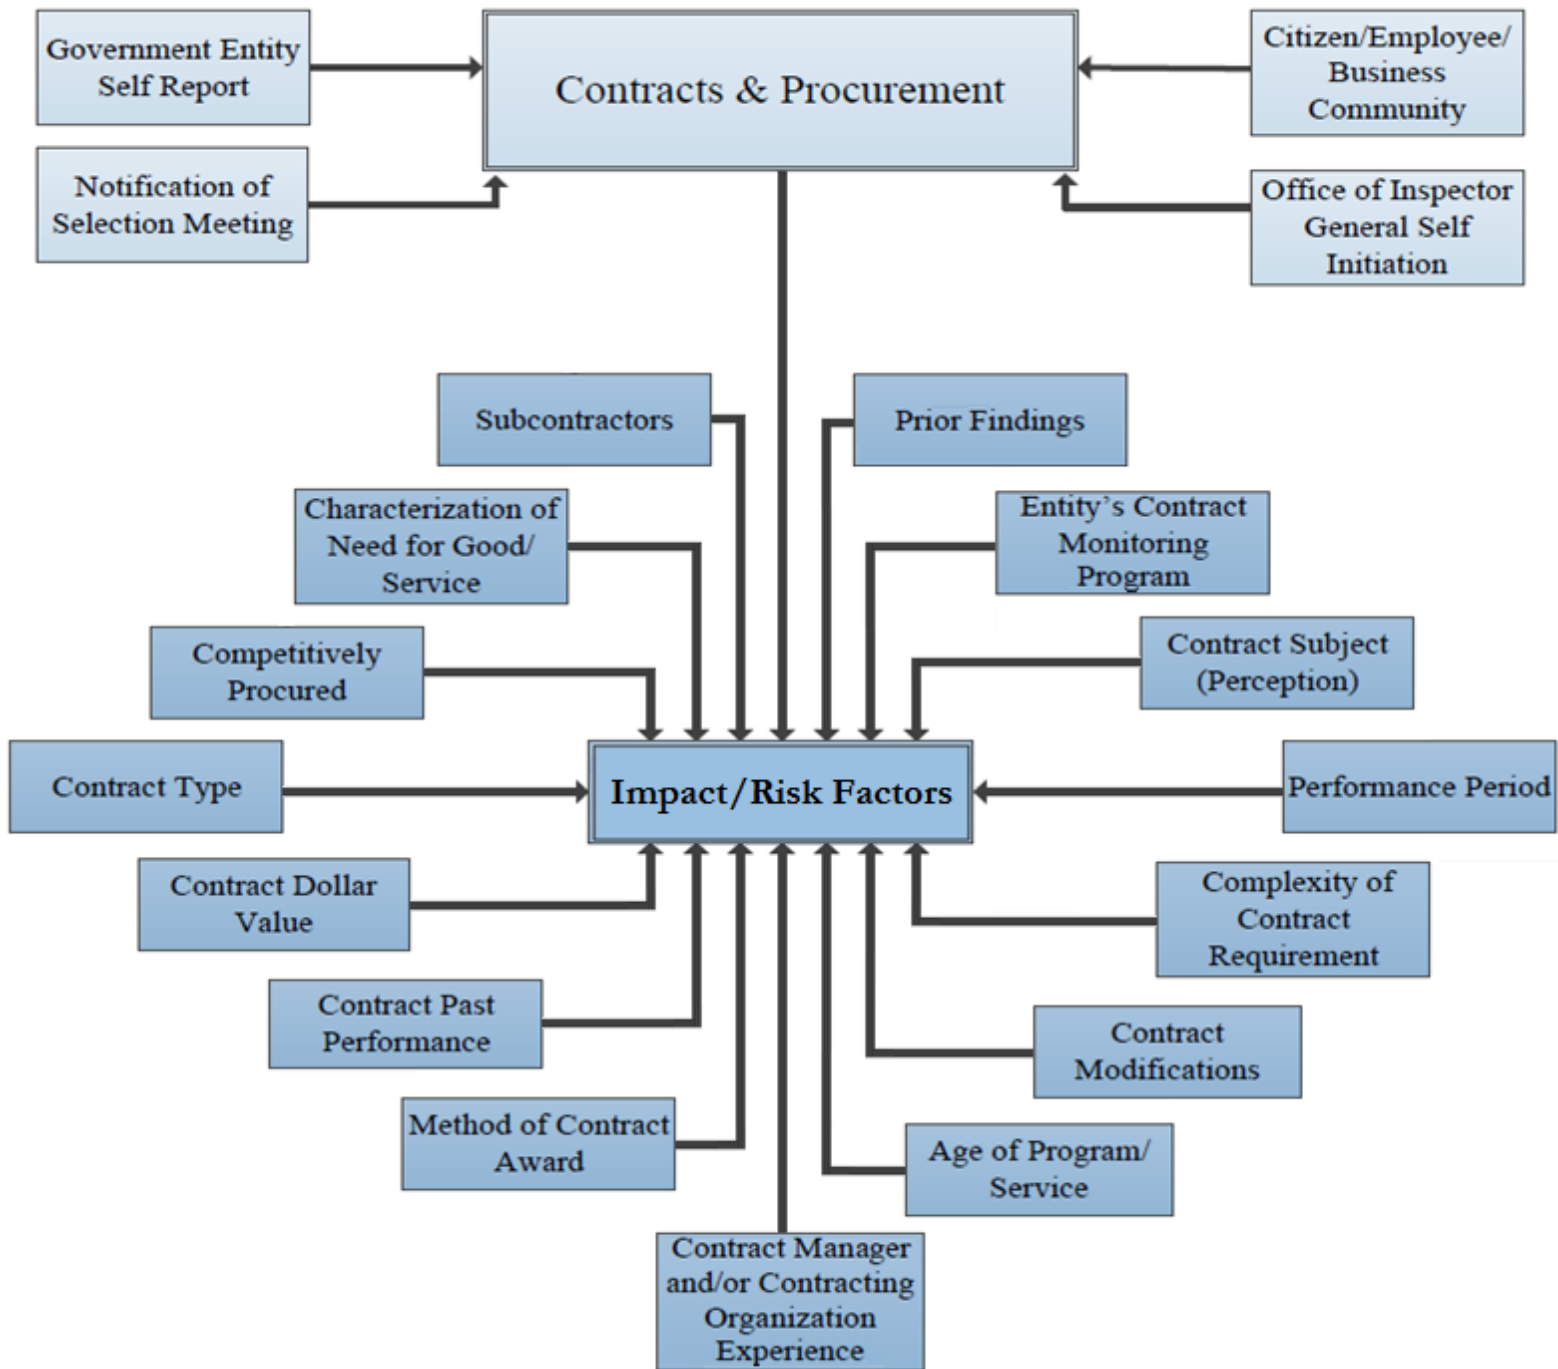 Government Entity
Self Report
Contracts & Procurement
Citizen/Employee/
Business
Community
Notification of
Selection Meeting
Office of Inspector
General Self
Initiation
Subcontractors
Prior Findings
Characterization of
Need for Good/
Service
Entity’s Contract
Monitoring
Program
Competitively
Procured
Contract Subject
(Perception)
Contract Type
Impact/Risk Factors
Performance Period
Contract Dollar
Value
Complexity of
Contract
Requirement
Contract Past
Performance
Contract
Modifications
Method of Contract
Award
Age of Program/
Service
Contract Manager
and/or Contracting
Organization
Experience